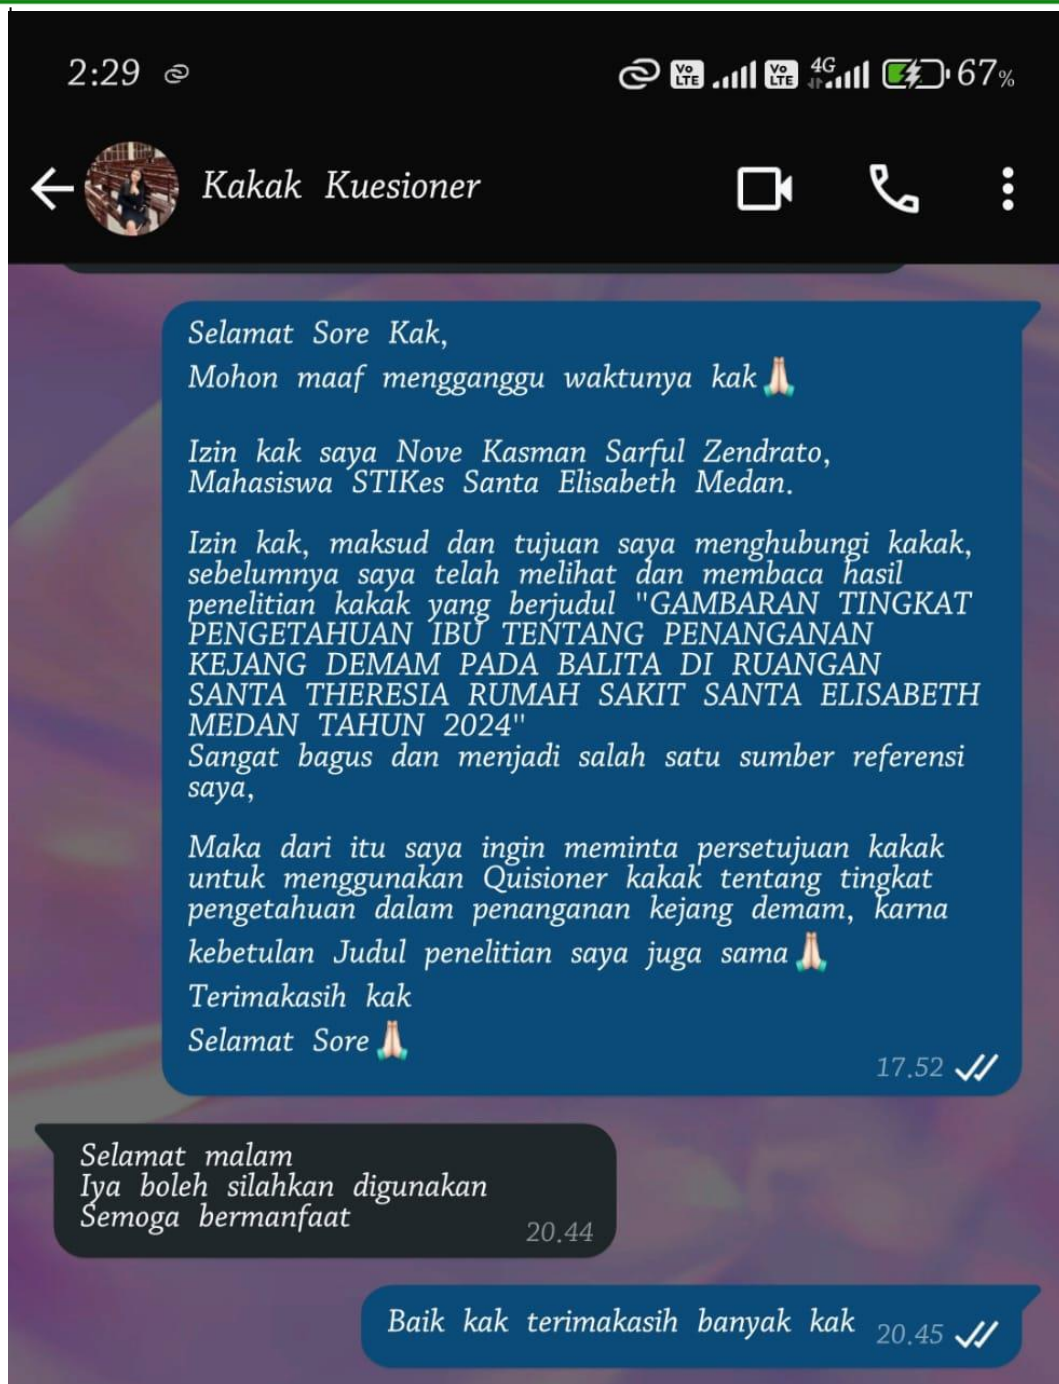 2:29
Vo LTE Vo LTE 4G 67%
Kakak Kuesioner
Selamat Sore Kak,
Mohon maaf mengganggu waktunya kak🙏🏻
Izin kak saya Nove Kasman Sarful Zendrato,
Mahasiswa STIKes Santa Elisabeth Medan.
Izin kak, maksud dan tujuan saya menghubungi kakak,
sebelumnya saya telah melihat dan membaca hasil
penelitian kakak yang berjudul "GAMBARAN TINGKAT
PENGETAHUAN IBU TENTANG PENANGANAN
KEJANG DEMAM PADA BALITA DI RUANGAN
SANTA THERESIA RUMAH SAKIT SANTA ELISABETH
MEDAN TAHUN 2024"
Sangat bagus dan menjadi salah satu sumber referensi
saya,
Maka dari itu saya ingin meminta persetujuan kakak
untuk menggunakan Quisioner kakak tentang tingkat
pengetahuan dalam penanganan kejang demam, karna
kebetulan Judul penelitian saya juga sama🙏🏻
Terimakasih kak
Selamat Sore🙏🏻
17.52
Selamat malam
Iya boleh silahkan digunakan
Semoga bermanfaat
20.44
Baik kak terimakasih banyak kak 20.45